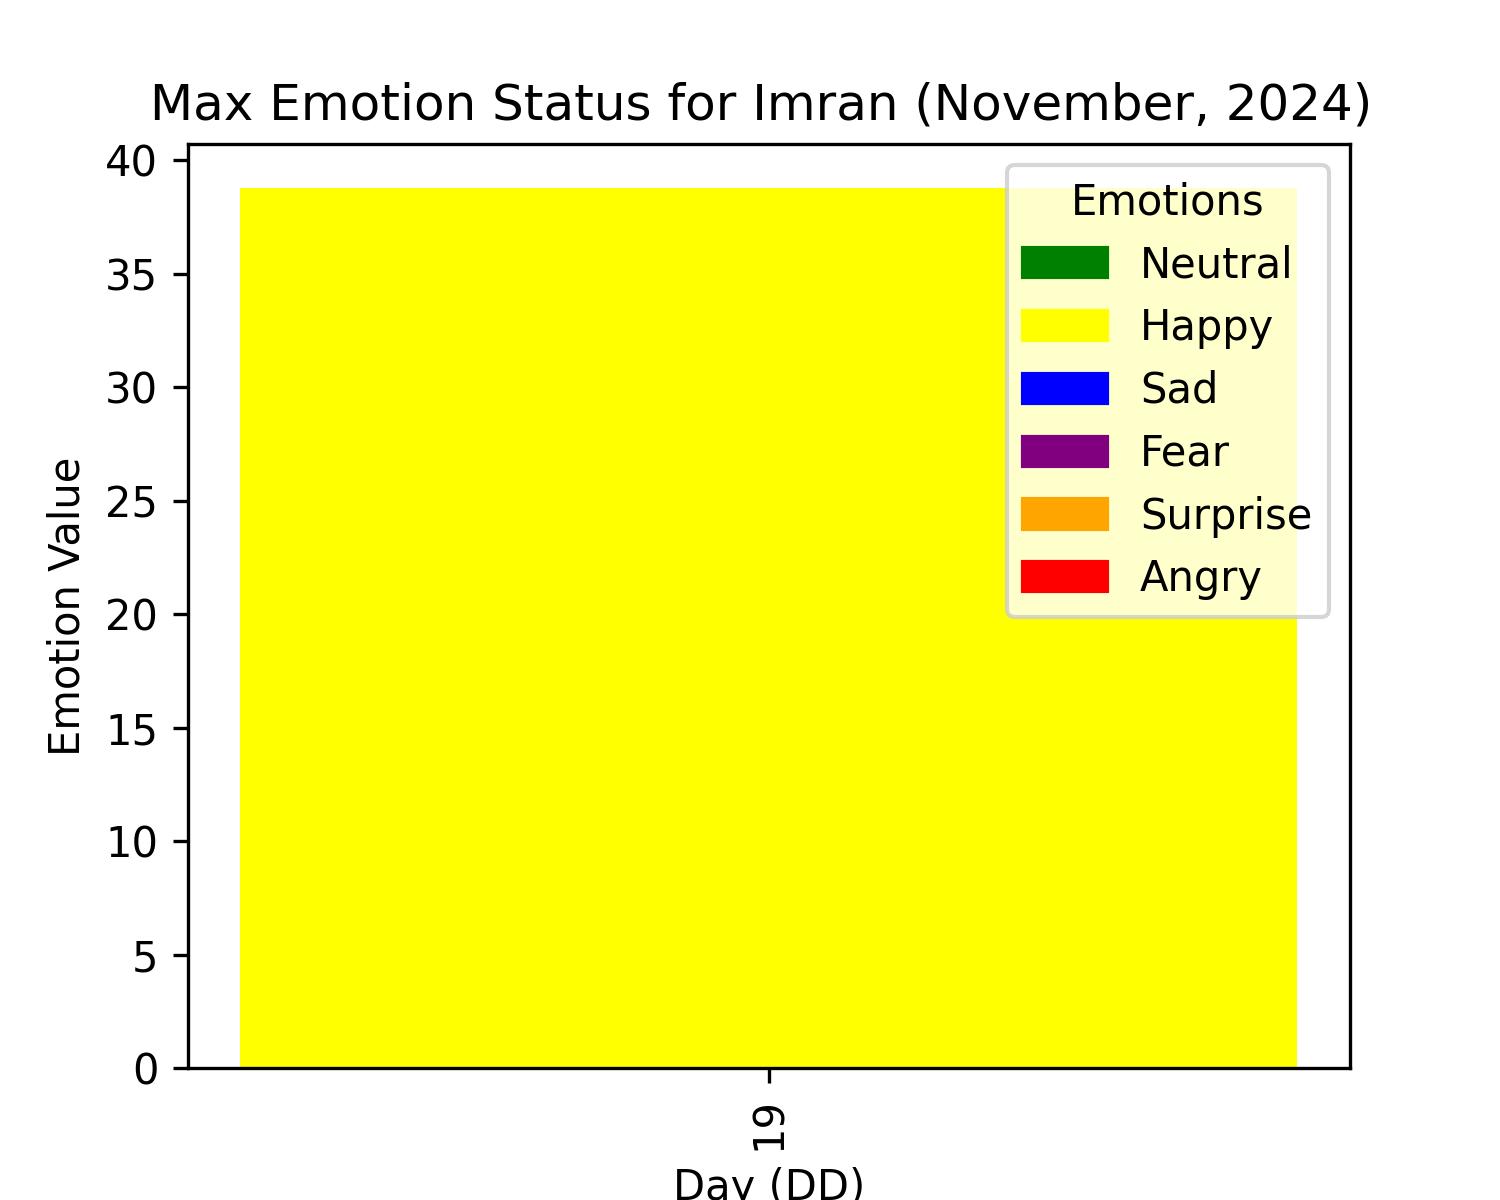 Max Emotion Status for Imran (November, 2024)
Emotion Value
40
35
30
25
20
15
10
5
0
Emotions
Neutral
Happy
Sad
Fear
Surprise
Angry
19
Day (DD)